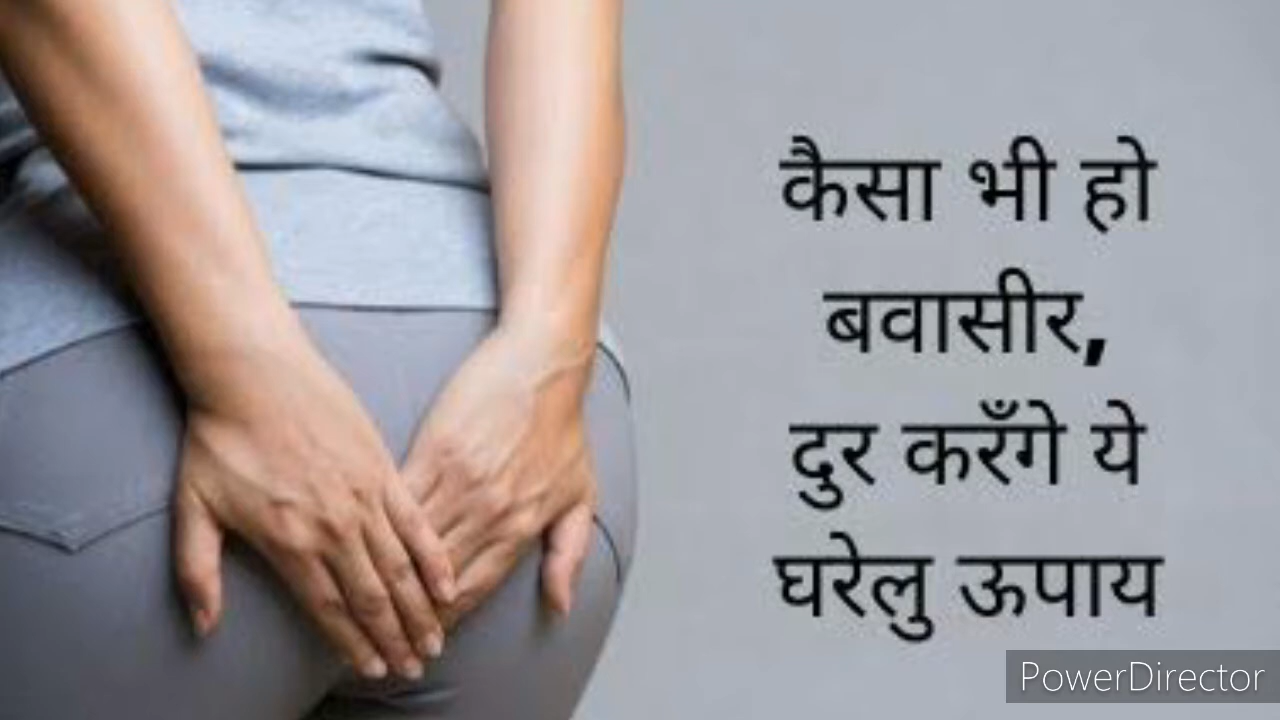 कैसा भी हो
बवासीर,
दुर करँगे ये
घरेलु ऊपाय
PowerDirector